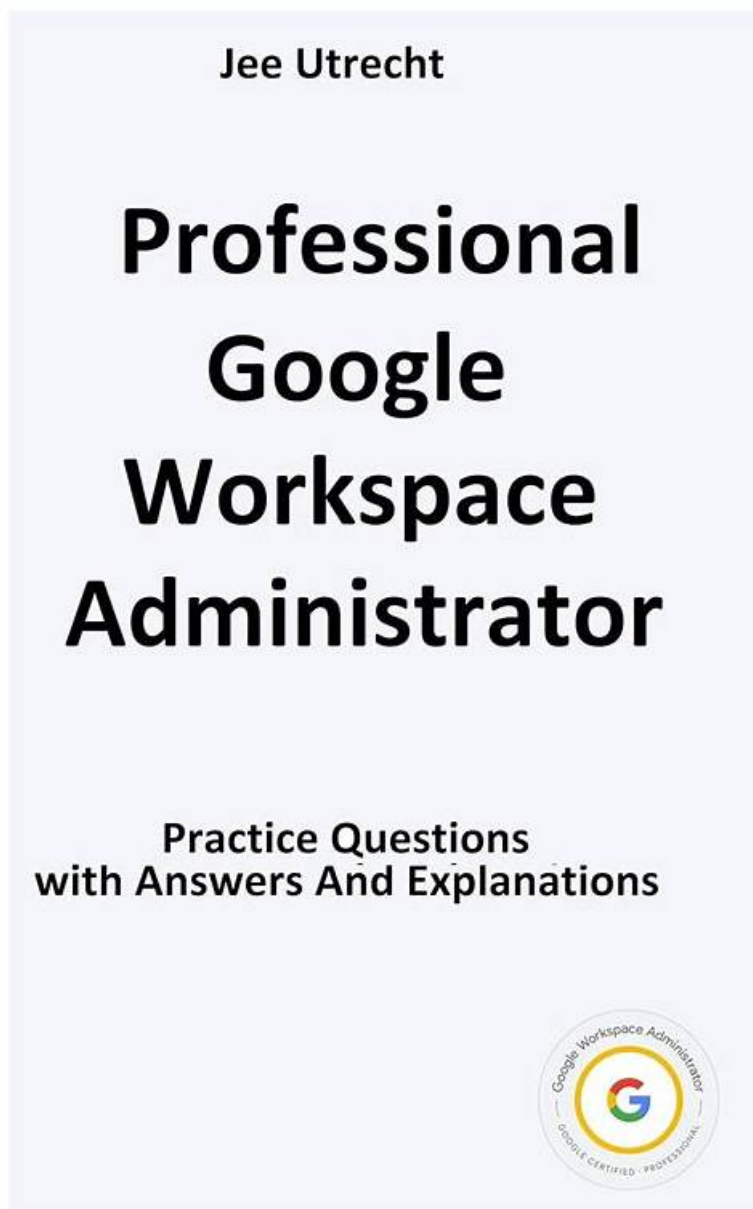 Jee Utrecht
Professional
Google
Workspace
Administrator
Practice Questions
with Answers And Explanations
Google Workspace Administrator
GOOGLE CERTIFIED · PROFESSIONAL
G